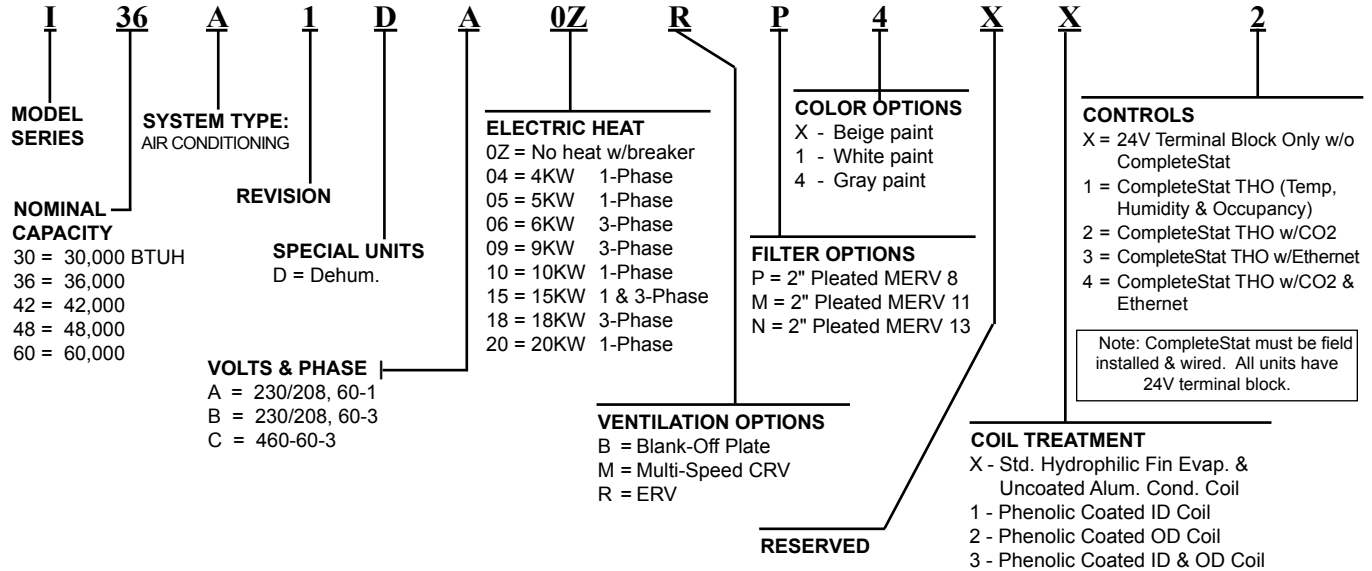 I 36 A 1 D A 0Z R P 4 X X 2
MODEL
SERIES
SYSTEM TYPE:
AIR CONDITIONING
NOMINAL
CAPACITY
30 = 30,000 BTUH
36 = 36,000
42 = 42,000
48 = 48,000
60 = 60,000
REVISION
SPECIAL UNITS
D = Dehum.
VOLTS & PHASE
A = 230/208, 60-1
B = 230/208, 60-3
C = 460-60-3
ELECTRIC HEAT
0Z = No heat w/breaker
04 = 4KW 1-Phase
05 = 5KW 1-Phase
06 = 6KW 3-Phase
09 = 9KW 3-Phase
10 = 10KW 1-Phase
15 = 15KW 1 & 3-Phase
18 = 18KW 3-Phase
20 = 20KW 1-Phase
VENTILATION OPTIONS
B = Blank-Off Plate
M = Multi-Speed CRV
R = ERV
COLOR OPTIONS
X - Beige paint
1 - White paint
4 - Gray paint
FILTER OPTIONS
P = 2" Pleated MERV 8
M = 2" Pleated MERV 11
N = 2" Pleated MERV 13
RESERVED
CONTROLS
X = 24V Terminal Block Only w/o
CompleteStat
1 = CompleteStat THO (Temp,
Humidity & Occupancy)
2 = CompleteStat THO w/CO2
3 = CompleteStat THO w/Ethernet
4 = CompleteStat THO w/CO2 &
Ethernet
Note: CompleteStat must be field
installed & wired. All units have
24V terminal block.
COIL TREATMENT
X - Std. Hydrophilic Fin Evap. &
Uncoated Alum. Cond. Coil
1 - Phenolic Coated ID Coil
2 - Phenolic Coated OD Coil
3 - Phenolic Coated ID & OD Coil